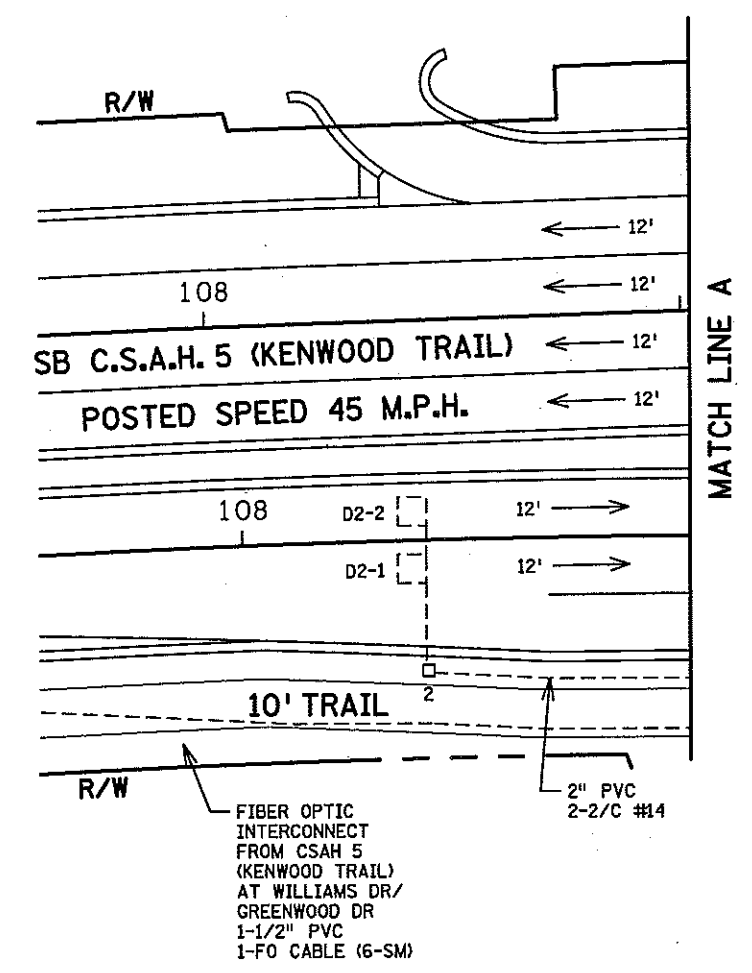 R/W
12'
12'
108
SB C.S.A.H. 5 (KENWOOD TRAIL)
12'
POSTED SPEED 45 M.P.H.
12'
MATCH LINE A
108
D2-2
12'
D2-1
12'
2
10' TRAIL
R/W
2" PVC
2-2/C #14
FIBER OPTIC
INTERCONNECT
FROM CSAH 5
(KENWOOD TRAIL)
AT WILLIAMS DR/
GREENWOOD DR
1-1/2" PVC
1-FO CABLE (6-SM)